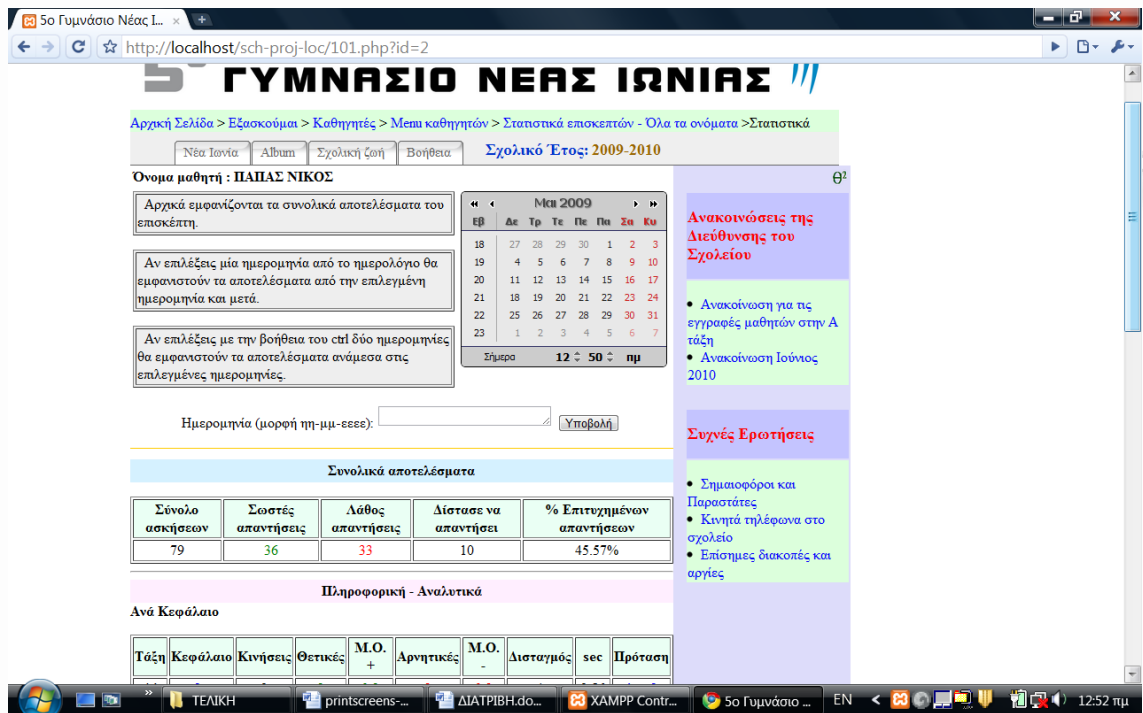 5ο Γυμνάσιο Νέας Ι...
http://localhost/sch-proj-loc/101.php?id=2
5ο ΓΥΜΝΑΣΙΟ ΝΕΑΣ ΙΩΝΙΑΣ
Αρχική Σελίδα > Εξασκούμαι > Καθηγητές > Menu καθηγητών > Στατιστικά επισκεπτών - Όλα τα ονόματα >Στατιστικά
Νέα Ιωνία Album Σχολική ζωή Βοήθεια Σχολικό Έτος: 2009-2010
Όνομα μαθητή : ΠΑΠΑΣ ΝΙΚΟΣ
Αρχικά εμφανίζονται τα συνολικά αποτελέσματα του
επισκέπτη.
Αν επιλέξεις μία ημερομηνία από το ημερολόγιο θα
εμφανιστούν τα αποτελέσματα από την επιλεγμένη
ημερομηνία και μετά.
Αν επιλέξεις με την βοήθεια του ctrl δύο ημερομηνίες
θα εμφανιστούν τα αποτελέσματα ανάμεσα στις
επιλεγμένες ημερομηνίες.
Μαι 2009
Εβ Δε Τρ Τε Πε Πα Σα Κυ
18 27 28 29 30 1 2 3
19 4 5 6 7 8 9 10
20 11 12 13 14 15 16 17
21 18 19 20 21 22 23 24
22 25 26 27 28 29 30 31
23 1 2 3 4 5 6 7
Σήμερα 12 50 πμ
Ημερομηνία (μορφή ηη-μμ-εεεε): Υποβολή
Συνολικά αποτελέσματα
Σύνολο ασκήσεων Σωστές απαντήσεις Λάθος απαντήσεις Δίστασε να απαντήσει % Επιτυχημένων απαντήσεων
79 36 33 10 45.57%
Πληροφορική - Αναλυτικά
Ανά Κεφάλαιο
Τάξη Κεφάλαιο Κινήσεις Θετικές Μ.Ο. + Αρνητικές Μ.Ο. - Δισταγμός sec Πρόταση
θ²
Ανακοινώσεις της
Διεύθυνσης του
Σχολείου
• Ανακοίνωση για τις
εγγραφές μαθητών στην Α
τάξη
• Ανακοίνωση Ιούνιος
2010
Συχνές Ερωτήσεις
• Σημαιοφόροι και
Παραστάτες
• Κινητά τηλέφωνα στο
σχολείο
• Επίσημες διακοπές και
αργίες
ΤΕΛΙΚΗ printscreens-... ΔΙΑΤΡΙΒΗ.do... XAMPP Contr... 5ο Γυμνάσιο ... EN 12:52 πμ